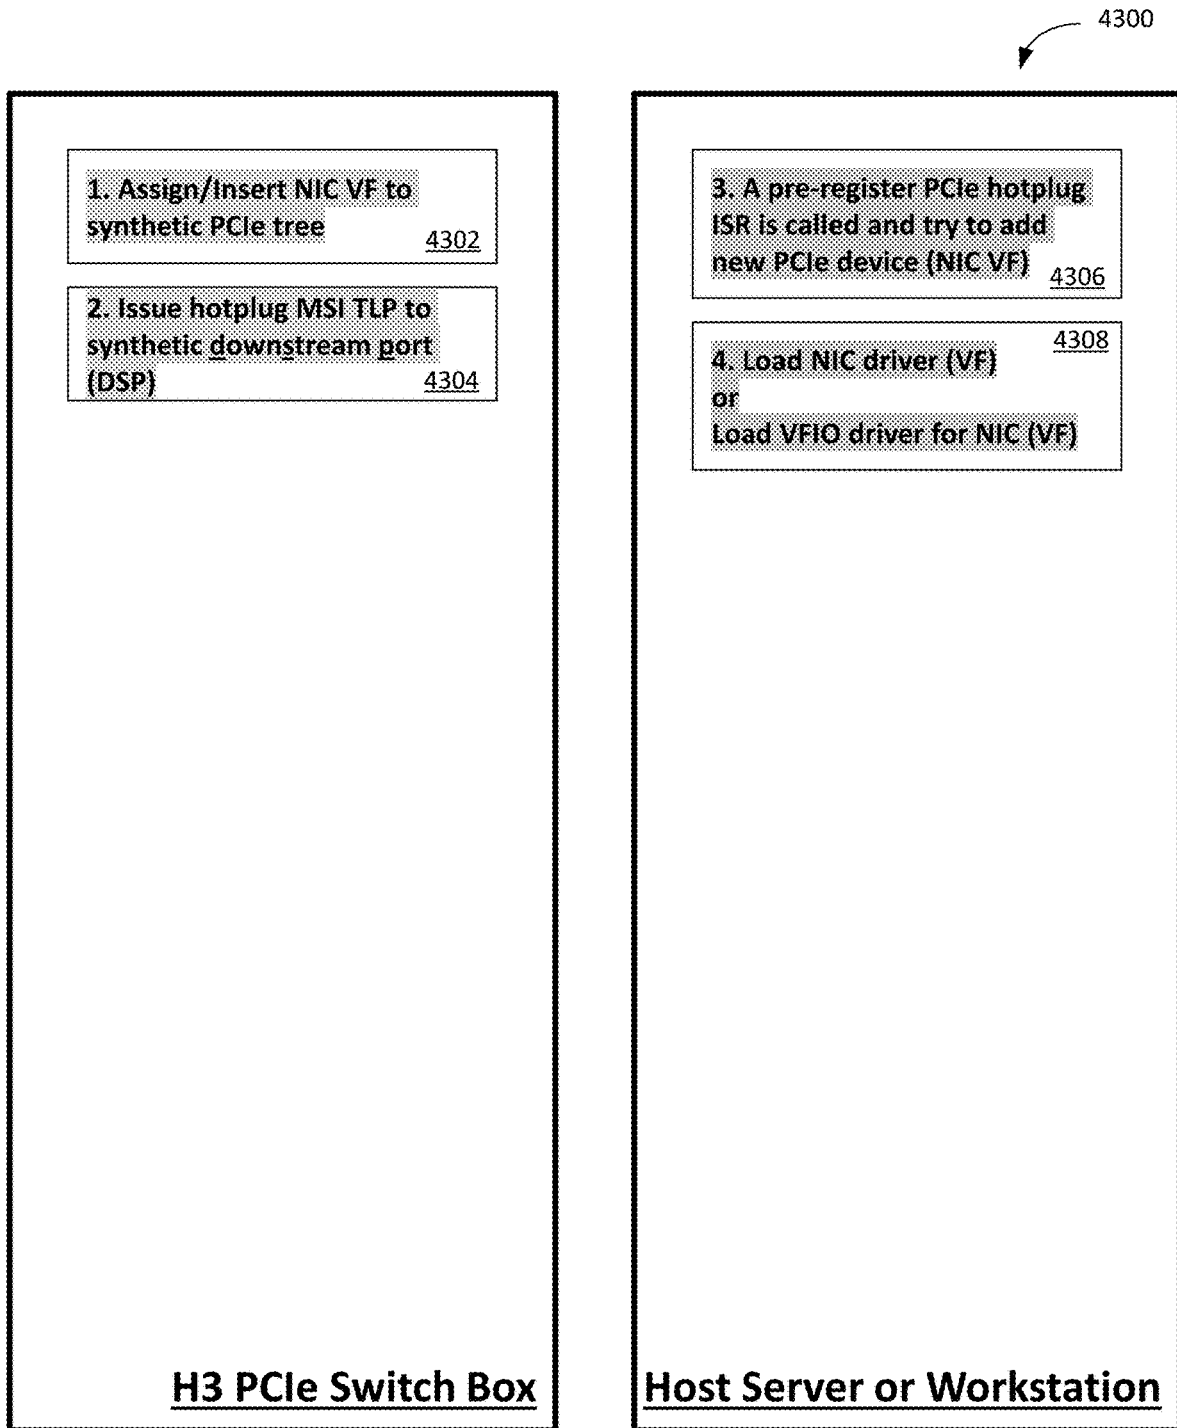 4300
1. Assign/Insert NIC VF to
synthetic PCIe tree
4302
2. Issue hotplug MSI TLP to
synthetic downstream port
(DSP)
4304
H3 PCIe Switch Box
3. A pre-register PCIe hotplug
ISR is called and try to add
new PCIe device (NIC VF)
4306
4308
4. Load NIC driver (VF)
or
Load VFIO driver for NIC (VF)
Host Server or Workstation